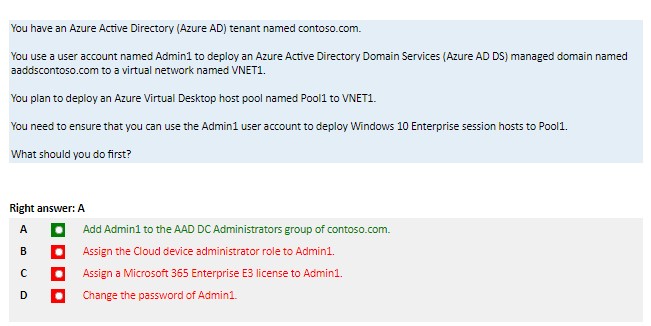 You have an Azure Active Directory (Azure AD) tenant named contoso.com.
You use a user account named Admin1 to deploy an Azure Active Directory Domain Services (Azure AD DS) managed domain named
aaddscontoso.com to a virtual network named VNET1.
You plan to deploy an Azure Virtual Desktop host pool named Pool1 to VNET1.
You need to ensure that you can use the Admin1 user account to deploy Windows 10 Enterprise session hosts to Pool1.
What should you do first?
Right answer: A
A Add Admin1 to the AAD DC Administrators group of contoso.com.
B Assign the Cloud device administrator role to Admin1.
C Assign a Microsoft 365 Enterprise E3 license to Admin1.
D Change the password of Admin1.